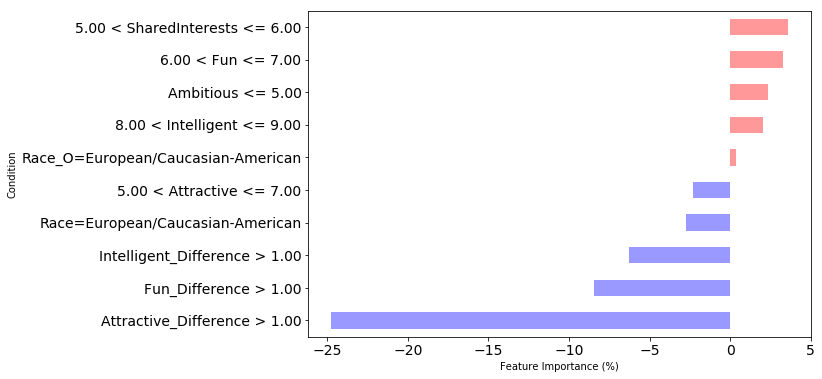 5.00 < SharedInterests <= 6.00
6.00 < Fun <= 7.00
Ambitious <= 5.00
8.00 < Intelligent <= 9.00
Race_O=European/Caucasian-American
5.00 < Attractive <= 7.00
Race=European/Caucasian-American
Intelligent_Difference > 1.00
Fun_Difference > 1.00
Attractive_Difference > 1.00
Condition
−25 −20 −15 −10 −5 0 5
Feature Importance (%)